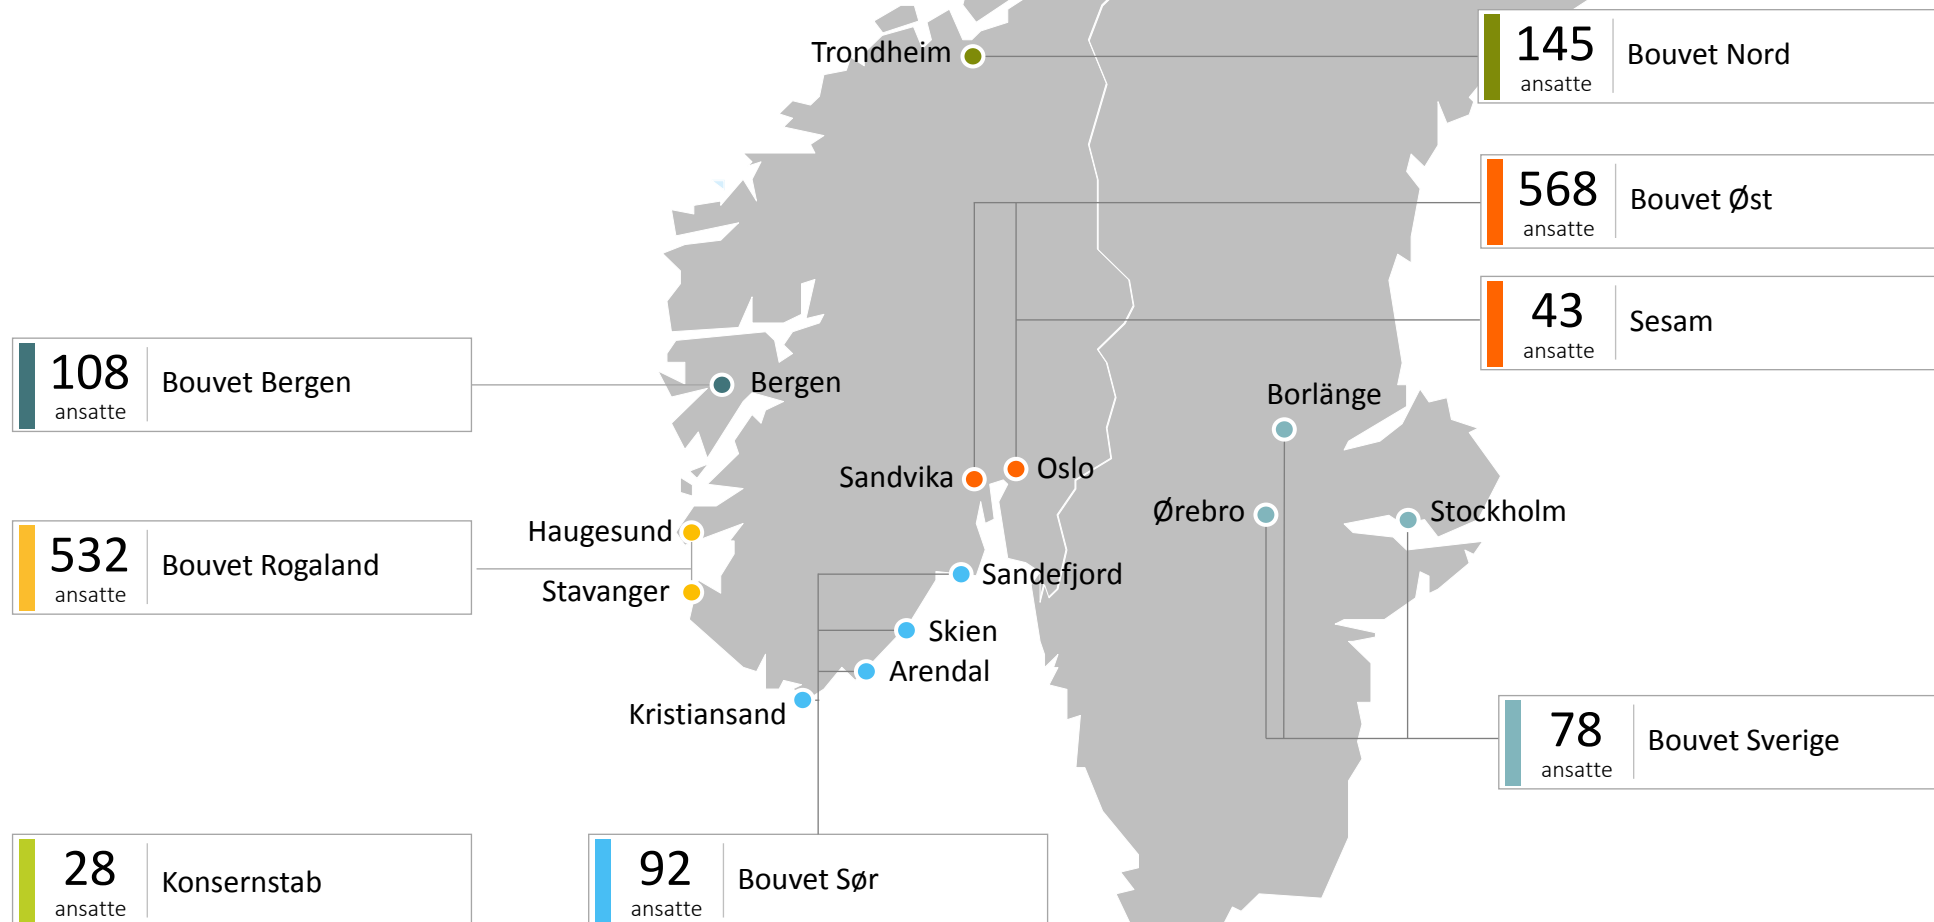 Trondheim
145
ansatte
Bouvet Nord
568
ansatte
Bouvet Øst
43
ansatte
Sesam
108
ansatte
Bouvet Bergen
Bergen
Borlänge
Sandvika
Oslo
Ørebro
Stockholm
Haugesund
532
ansatte
Bouvet Rogaland
Stavanger
Sandefjord
Skien
Arendal
Kristiansand
78
ansatte
Bouvet Sverige
28
ansatte
Konsernstab
92
ansatte
Bouvet Sør